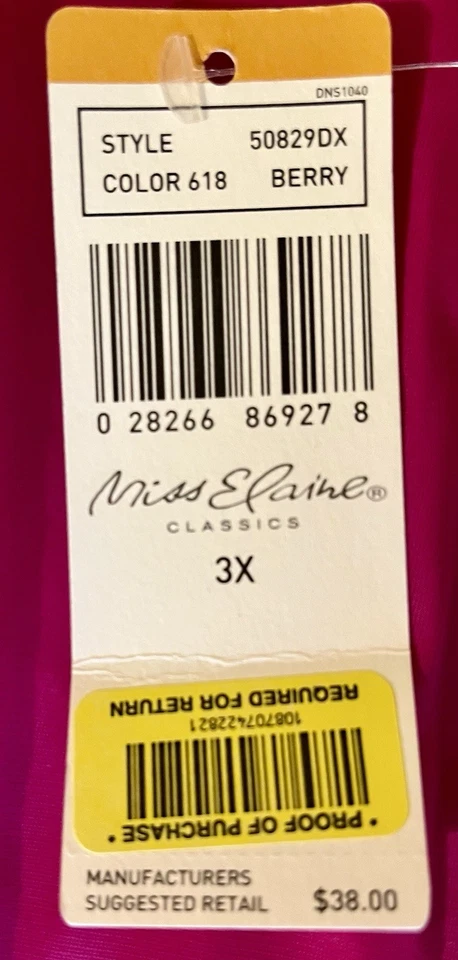 DNS1040
STYLE 50829DX
COLOR 618 BERRY
0 28266 86927 8
Miss Elaine®
CLASSICS
3X
* PROOF OF PURCHASE *
108707422821
REQUIRED FOR RETURN
MANUFACTURERS
SUGGESTED RETAIL $38.00